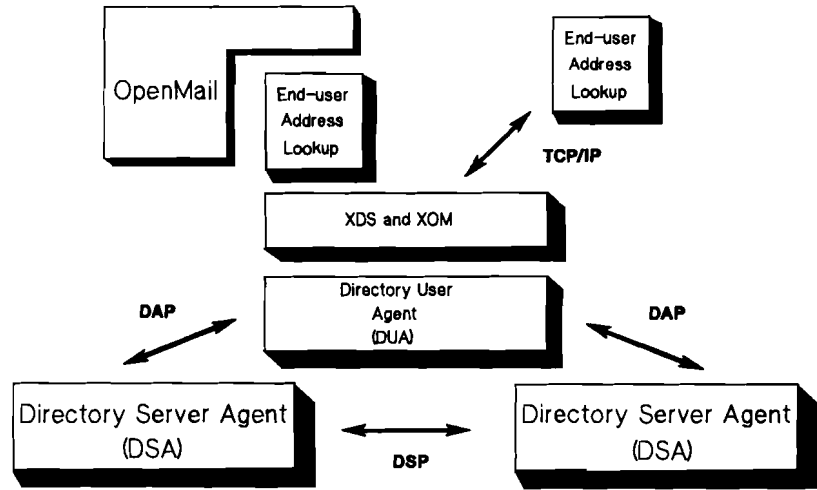 OpenMail
End-user
Address
Lookup
End-user
Address
Lookup
TCP/IP
XDS and XOM
Directory User
Agent
(DUA)
DAP
DAP
Directory Server Agent
(DSA)
DSP
Directory Server Agent
(DSA)